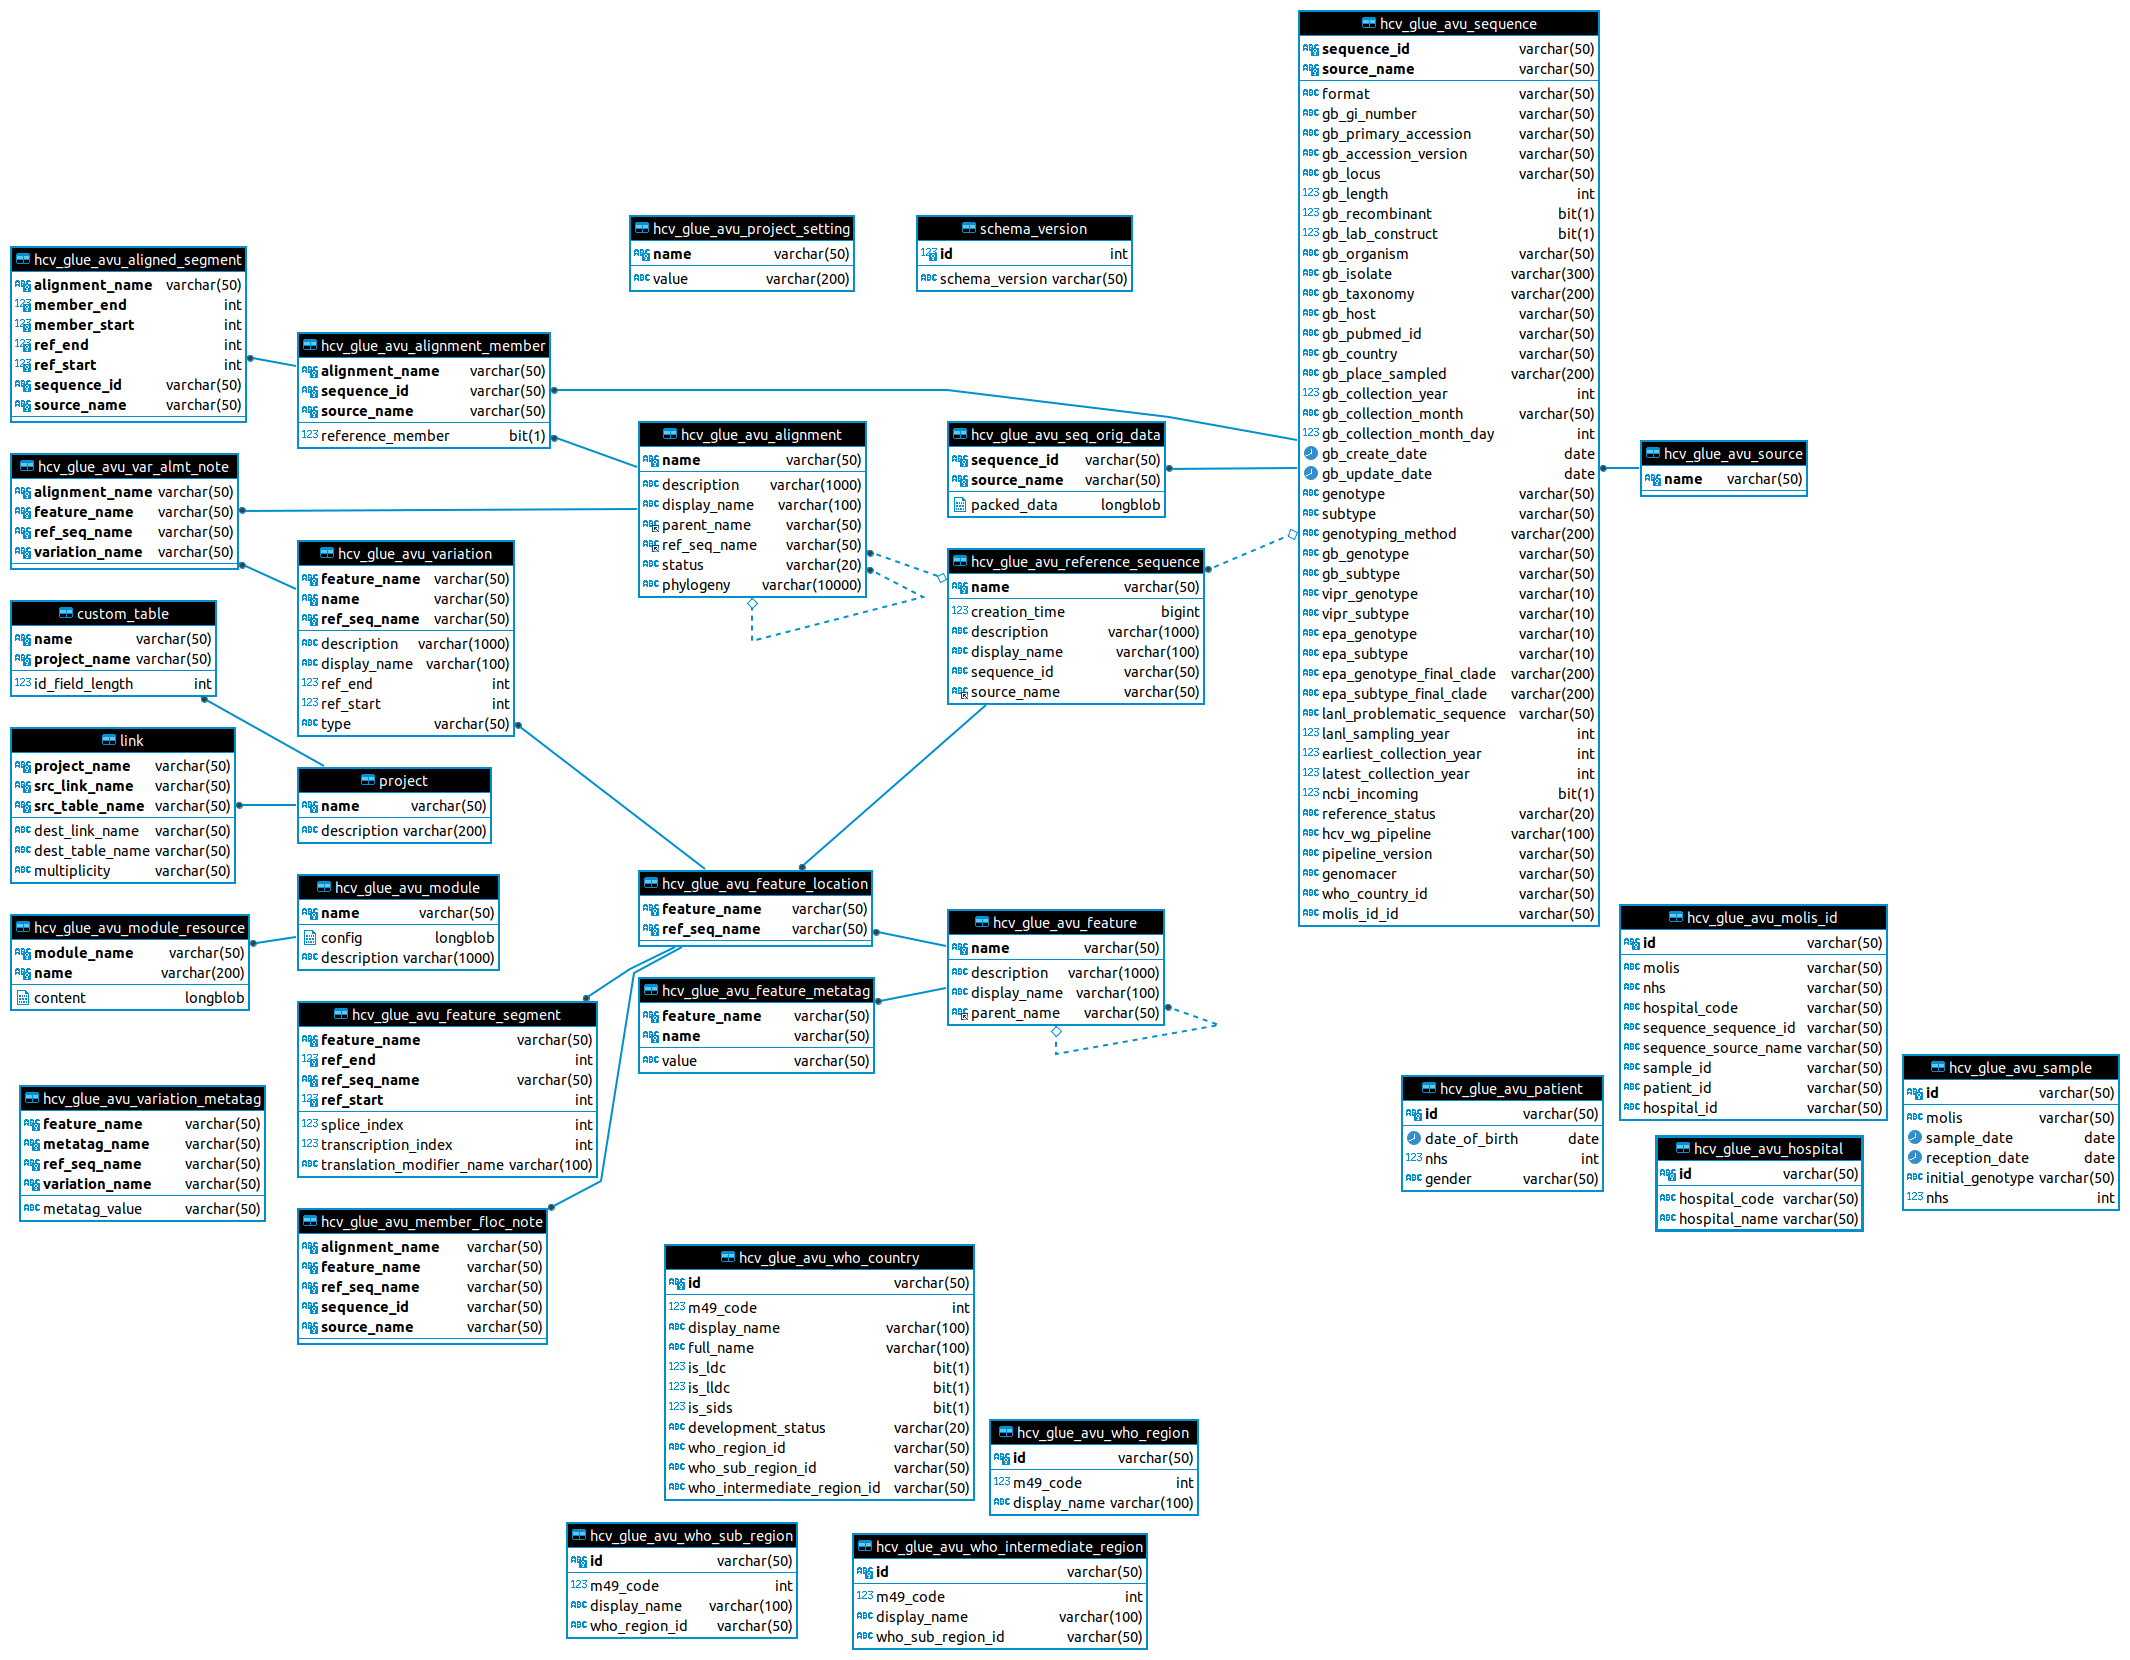 hcv_glue_avu_sequence
sequence_id varchar(50)
source_name varchar(50)
format varchar(50)
gb_gi_number varchar(50)
gb_primary_accession varchar(50)
gb_accession_version varchar(50)
gb_locus varchar(50)
gb_length int
gb_recombinant bit(1)
gb_lab_construct bit(1)
gb_organism varchar(50)
gb_isolate varchar(300)
gb_taxonomy varchar(200)
gb_host varchar(50)
gb_pubmed_id varchar(50)
gb_country varchar(50)
gb_place_sampled varchar(200)
gb_collection_year int
gb_collection_month varchar(50)
gb_collection_month_day int
gb_create_date date
gb_update_date date
genotype varchar(50)
subtype varchar(50)
genotyping_method varchar(200)
gb_genotype varchar(50)
gb_subtype varchar(50)
vipr_genotype varchar(10)
vipr_subtype varchar(10)
epa_genotype varchar(10)
epa_subtype varchar(10)
epa_genotype_final_clade varchar(200)
epa_subtype_final_clade varchar(200)
lanl_problematic_sequence varchar(50)
lanl_sampling_year int
earliest_collection_year int
latest_collection_year int
ncbi_incoming bit(1)
reference_status varchar(20)
hcv_wg_pipeline varchar(100)
pipeline_version varchar(50)
genomacer varchar(50)
who_country_id varchar(50)
molis_id_id varchar(50)
hcv_glue_avu_project_setting
name varchar(50)
value varchar(200)
schema_version
id int
schema_version varchar(50)
hcv_glue_avu_aligned_segment
alignment_name varchar(50)
member_end int
member_start int
ref_end int
ref_start int
sequence_id varchar(50)
source_name varchar(50)
hcv_glue_avu_alignment_member
alignment_name varchar(50)
sequence_id varchar(50)
source_name varchar(50)
reference_member bit(1)
hcv_glue_avu_alignment
name varchar(50)
description varchar(1000)
display_name varchar(100)
parent_name varchar(50)
ref_seq_name varchar(50)
status varchar(20)
phylogeny varchar(10000)
hcv_glue_avu_seq_orig_data
sequence_id varchar(50)
source_name varchar(50)
packed_data longblob
hcv_glue_avu_source
name varchar(50)
hcv_glue_avu_var_almt_note
alignment_name varchar(50)
feature_name varchar(50)
ref_seq_name varchar(50)
variation_name varchar(50)
hcv_glue_avu_variation
feature_name varchar(50)
name varchar(50)
ref_seq_name varchar(50)
description varchar(1000)
display_name varchar(100)
ref_end int
ref_start int
type varchar(50)
hcv_glue_avu_reference_sequence
name varchar(50)
creation_time bigint
description varchar(1000)
display_name varchar(100)
sequence_id varchar(50)
source_name varchar(50)
custom_table
name varchar(50)
project_name varchar(50)
id_field_length int
link
project_name varchar(50)
src_link_name varchar(50)
src_table_name varchar(50)
dest_link_name varchar(50)
dest_table_name varchar(50)
multiplicity varchar(50)
project
name varchar(50)
description varchar(200)
hcv_glue_avu_module
name varchar(50)
config longblob
description varchar(1000)
hcv_glue_avu_module_resource
module_name varchar(50)
name varchar(200)
content longblob
hcv_glue_avu_feature_location
feature_name varchar(50)
ref_seq_name varchar(50)
hcv_glue_avu_feature
name varchar(50)
description varchar(1000)
display_name varchar(100)
parent_name varchar(50)
hcv_glue_avu_feature_metatag
feature_name varchar(50)
name varchar(50)
value varchar(50)
hcv_glue_avu_feature_segment
feature_name varchar(50)
ref_end int
ref_seq_name varchar(50)
ref_start int
splice_index int
transcription_index int
translation_modifier_name varchar(100)
hcv_glue_avu_variation_metatag
feature_name varchar(50)
metatag_name varchar(50)
ref_seq_name varchar(50)
variation_name varchar(50)
metatag_value varchar(50)
hcv_glue_avu_member_floc_note
alignment_name varchar(50)
feature_name varchar(50)
ref_seq_name varchar(50)
sequence_id varchar(50)
source_name varchar(50)
hcv_glue_avu_molis_id
id varchar(50)
molis varchar(50)
nhs varchar(50)
hospital_code varchar(50)
sequence_sequence_id varchar(50)
sequence_source_name varchar(50)
sample_id varchar(50)
patient_id varchar(50)
hospital_id varchar(50)
hcv_glue_avu_patient
id varchar(50)
date_of_birth date
nhs int
gender varchar(50)
hcv_glue_avu_hospital
id varchar(50)
hospital_code varchar(50)
hospital_name varchar(50)
hcv_glue_avu_sample
id varchar(50)
molis varchar(50)
sample_date date
reception_date date
initial_genotype varchar(50)
nhs int
hcv_glue_avu_who_country
id varchar(50)
m49_code int
display_name varchar(100)
full_name varchar(100)
is_ldc bit(1)
is_lldc bit(1)
is_sids bit(1)
development_status varchar(20)
who_region_id varchar(50)
who_sub_region_id varchar(50)
who_intermediate_region_id varchar(50)
hcv_glue_avu_who_region
id varchar(50)
m49_code int
display_name varchar(100)
hcv_glue_avu_who_sub_region
id varchar(50)
m49_code int
display_name varchar(100)
who_region_id varchar(50)
hcv_glue_avu_who_intermediate_region
id varchar(50)
m49_code int
display_name varchar(100)
who_sub_region_id varchar(50)